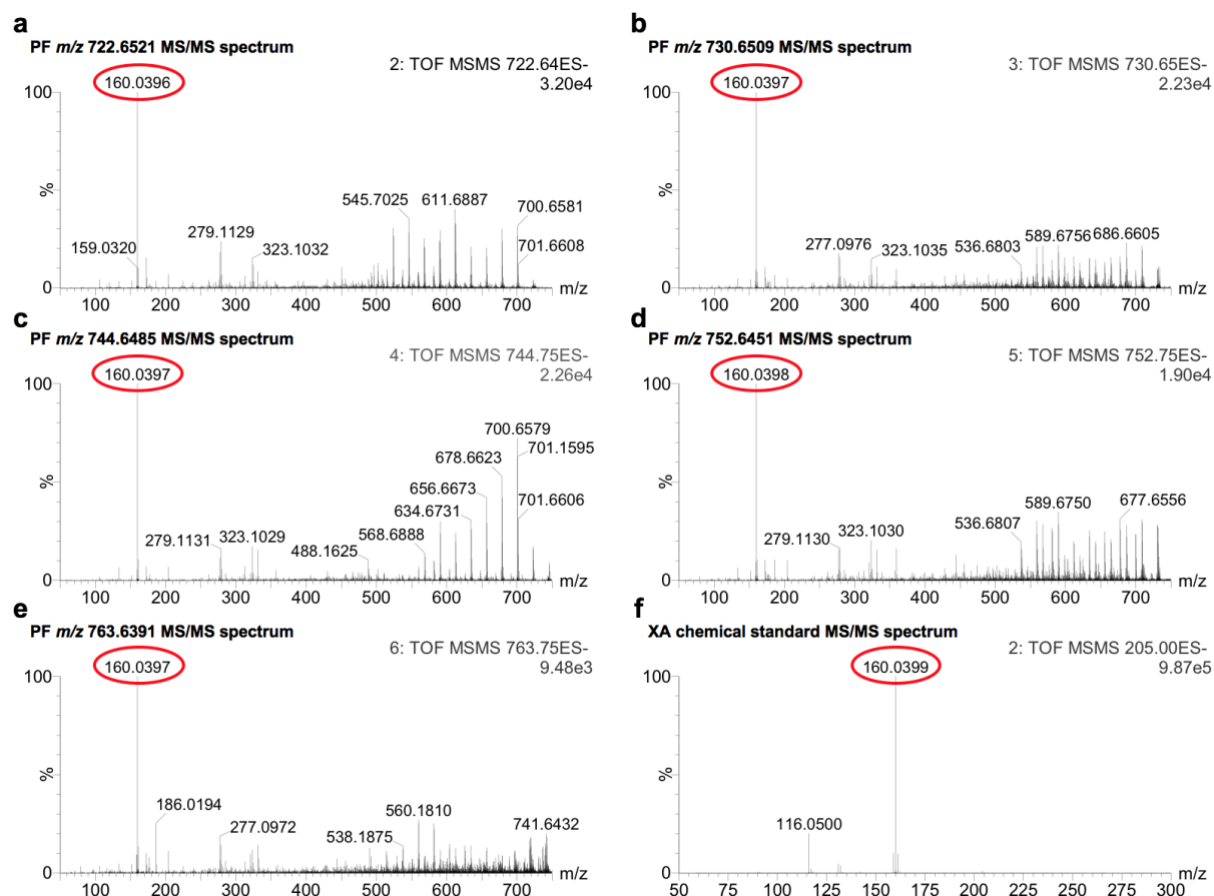 a
PF m/z 722.6521 MS/MS spectrum
2: TOF MSMS 722.64ES-
3.20e4
160.0396
100
%
0
545.7025
611.6887
700.6581
701.6608
279.1129
323.1032
159.0320
m/z
100 200 300 400 500 600 700
b
PF m/z 730.6509 MS/MS spectrum
3: TOF MSMS 730.65ES-
2.23e4
160.0397
100
%
0
277.0976
323.1035
536.6803
589.6756
686.6605
m/z
100 200 300 400 500 600 700
c
PF m/z 744.6485 MS/MS spectrum
4: TOF MSMS 744.75ES-
2.26e4
160.0397
100
%
0
700.6579
701.1595
678.6623
656.6673
701.6606
634.6731
568.6888
488.1625
279.1131
323.1029
m/z
100 200 300 400 500 600 700
d
PF m/z 752.6451 MS/MS spectrum
5: TOF MSMS 752.75ES-
1.90e4
160.0398
100
%
0
279.1130
323.1030
536.6807
589.6750
677.6556
m/z
100 200 300 400 500 600 700
e
PF m/z 763.6391 MS/MS spectrum
6: TOF MSMS 763.75ES-
9.48e3
160.0397
100
%
0
186.0194
277.0972
538.1875
560.1810
741.6432
m/z
100 200 300 400 500 600 700
f
XA chemical standard MS/MS spectrum
2: TOF MSMS 205.00ES-
9.87e5
160.0399
100
%
0
116.0500
m/z
50 75 100 125 150 175 200 225 250 275 300